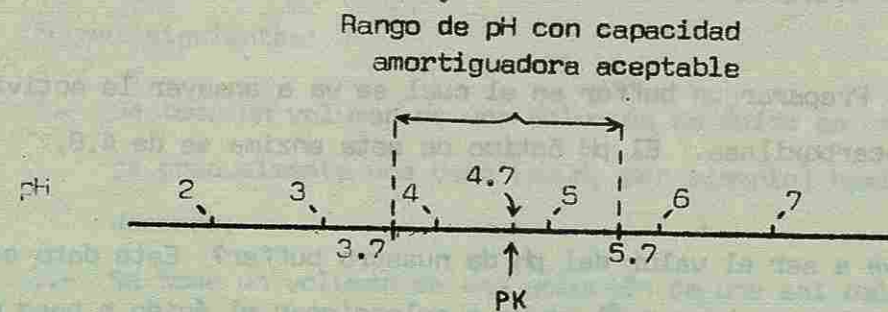 Rango de pH con capacidad
amortiguadora aceptable
pH 2 3 4 4.7 5 6 7
3.7 5.7
PK